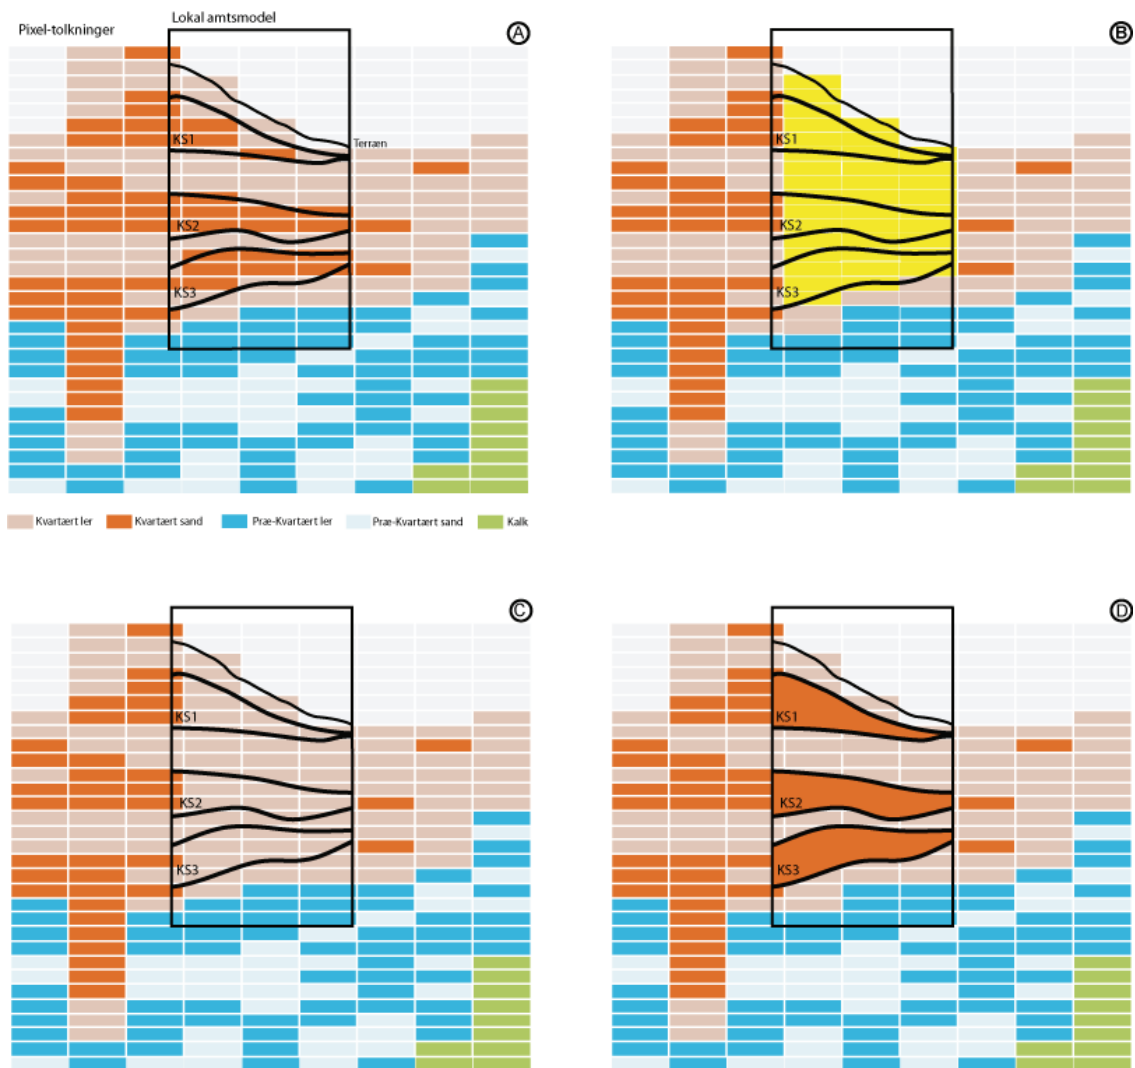 Lokal amtsmodel
Pixel-tolkninger
A
KS1
Terræn
KS2
KS3
B
KS1
KS2
KS3
Kvartært ler
Kvartært sand
Præ-Kvartært ler
Præ-Kvartært sand
Kalk
C
KS1
KS2
KS3
D
KS1
KS2
KS3